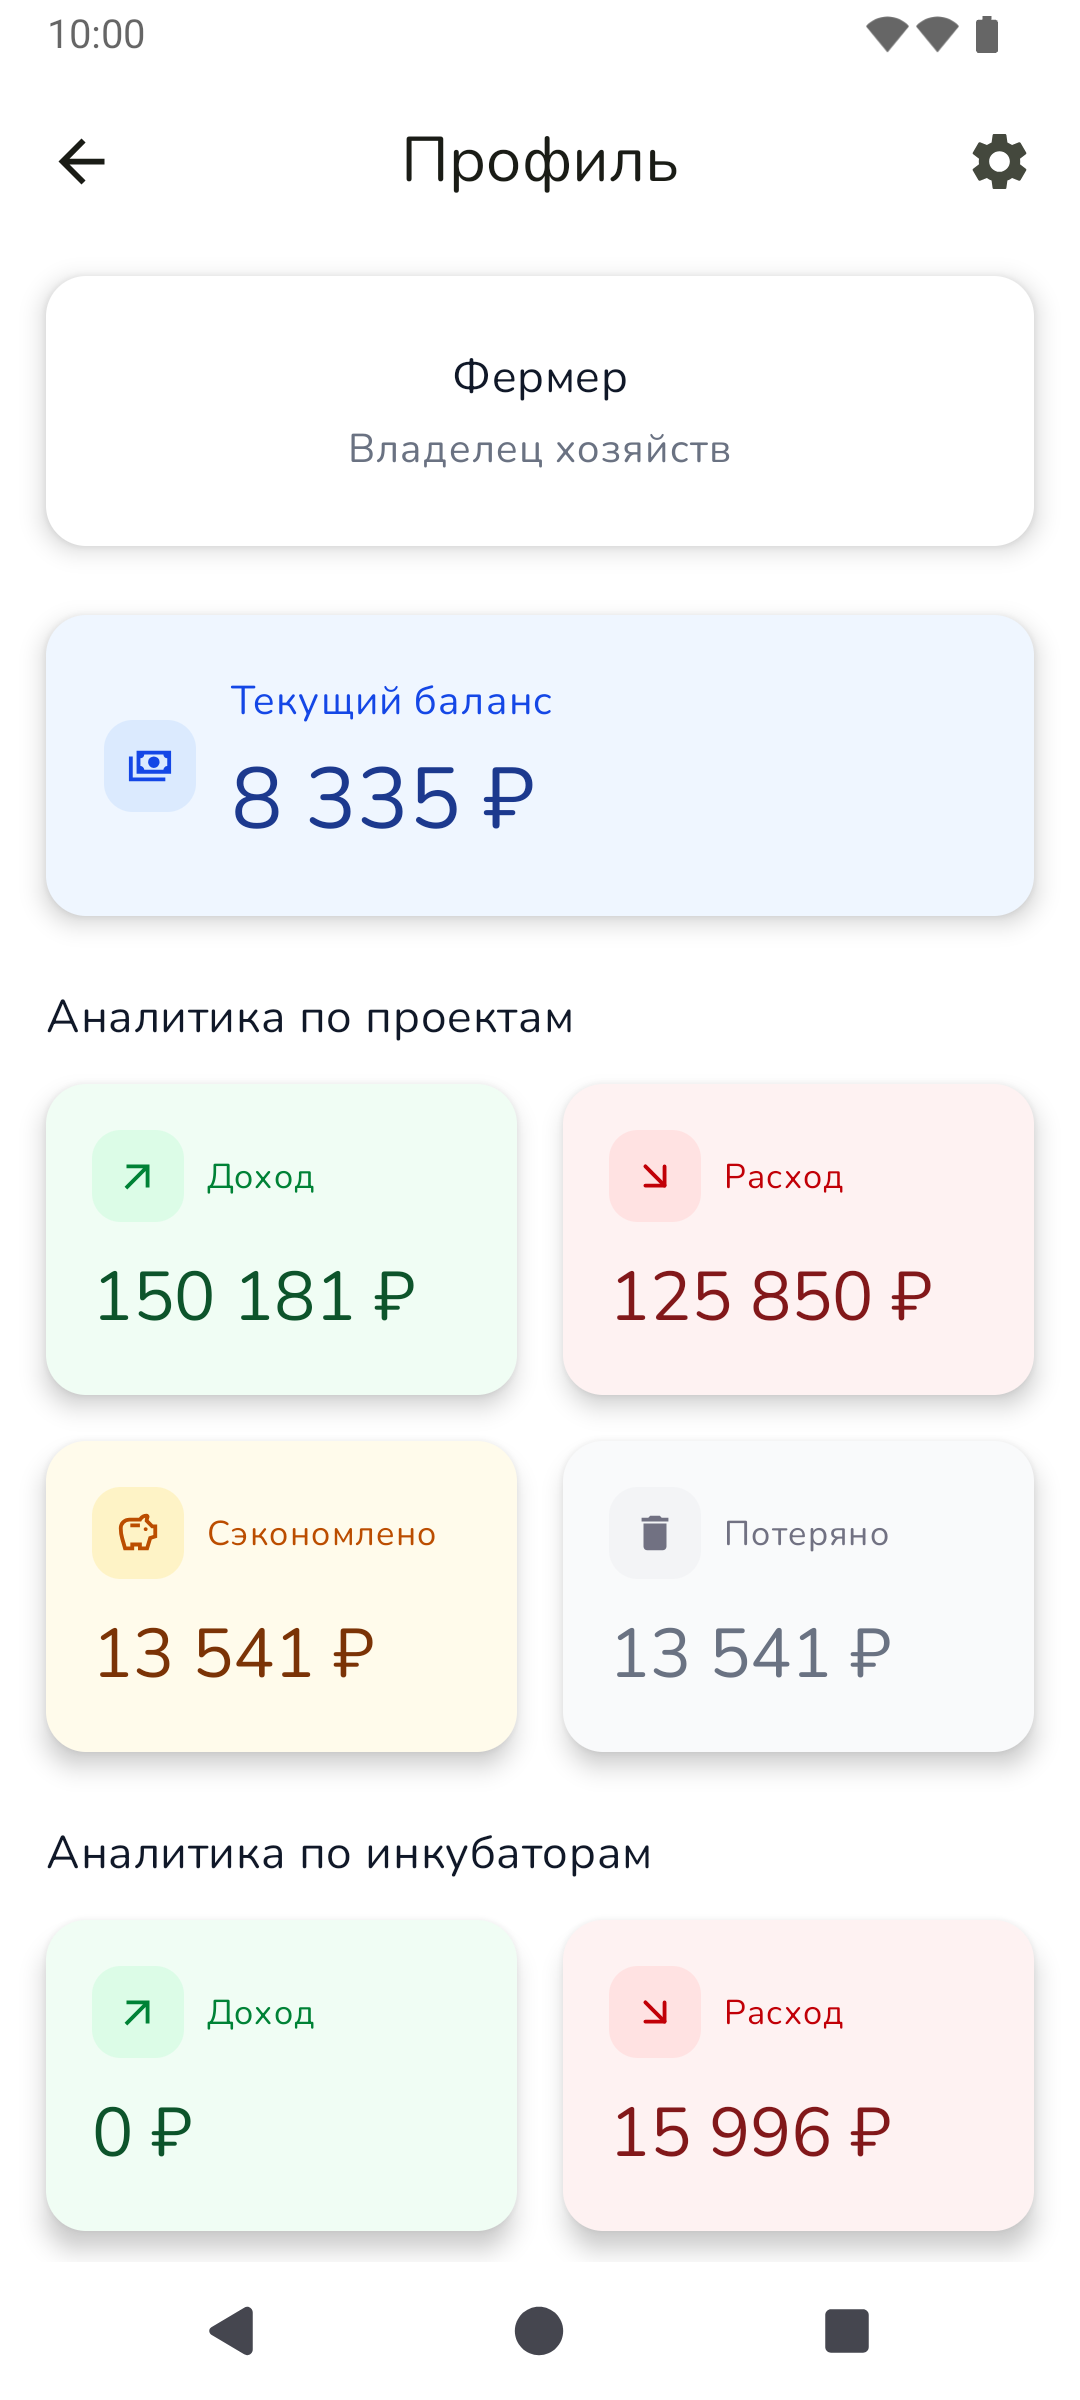 10:00
Профиль
Фермер
Владелец хозяйств
Текущий баланс
8 335 ₽
Аналитика по проектам
Доход
150 181 ₽
Расход
125 850 ₽
Сэкономлено
13 541 ₽
Потеряно
13 541 ₽
Аналитика по инкубаторам
Доход
0 ₽
Расход
15 996 ₽